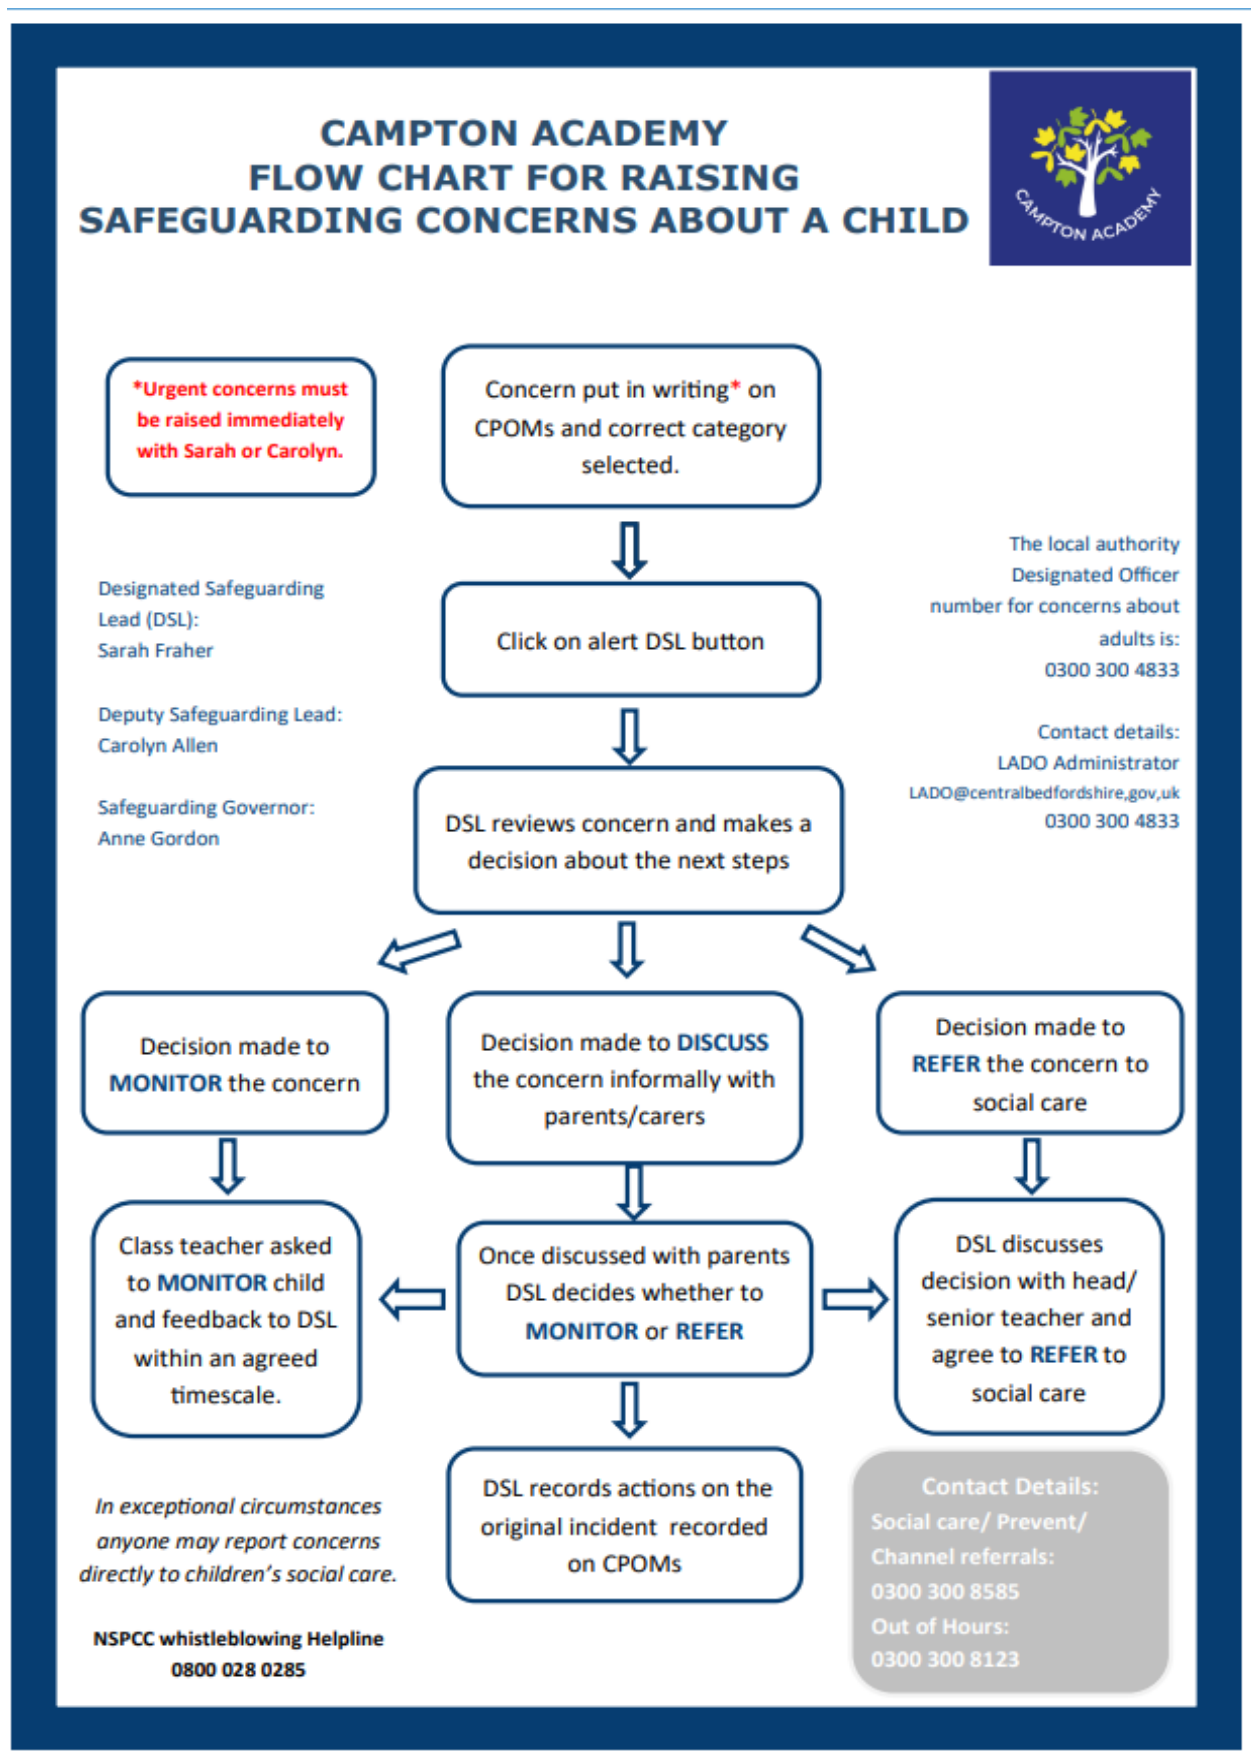 CAMPTON ACADEMY
FLOW CHART FOR RAISING
SAFEGUARDING CONCERNS ABOUT A CHILD
CAMPTON ACADEMY
*Urgent concerns must
be raised immediately
with Sarah or Carolyn.
Concern put in writing* on
CPOMs and correct category
selected.
Click on alert DSL button
Designated Safeguarding
Lead (DSL):
Sarah Fraher
Deputy Safeguarding Lead:
Carolyn Allen
Safeguarding Governor:
Anne Gordon
The local authority
Designated Officer
number for concerns about
adults is:
0300 300 4833
Contact details:
LADO Administrator
LADO@centralbedfordshire,gov,uk
0300 300 4833
DSL reviews concern and makes a
decision about the next steps
Decision made to
MONITOR the concern
Decision made to DISCUSS
the concern informally with
parents/carers
Decision made to
REFER the concern to
social care
Class teacher asked
to MONITOR child
and feedback to DSL
within an agreed
timescale.
Once discussed with parents
DSL decides whether to
MONITOR or REFER
DSL discusses
decision with head/
senior teacher and
agree to REFER to
social care
DSL records actions on the
original incident recorded
on CPOMs
In exceptional circumstances
anyone may report concerns
directly to children's social care.
NSPCC whistleblowing Helpline
0800 028 0285
Contact Details:
Social care/ Prevent/
Channel referrals:
0300 300 8585
Out of Hours:
0300 300 8123